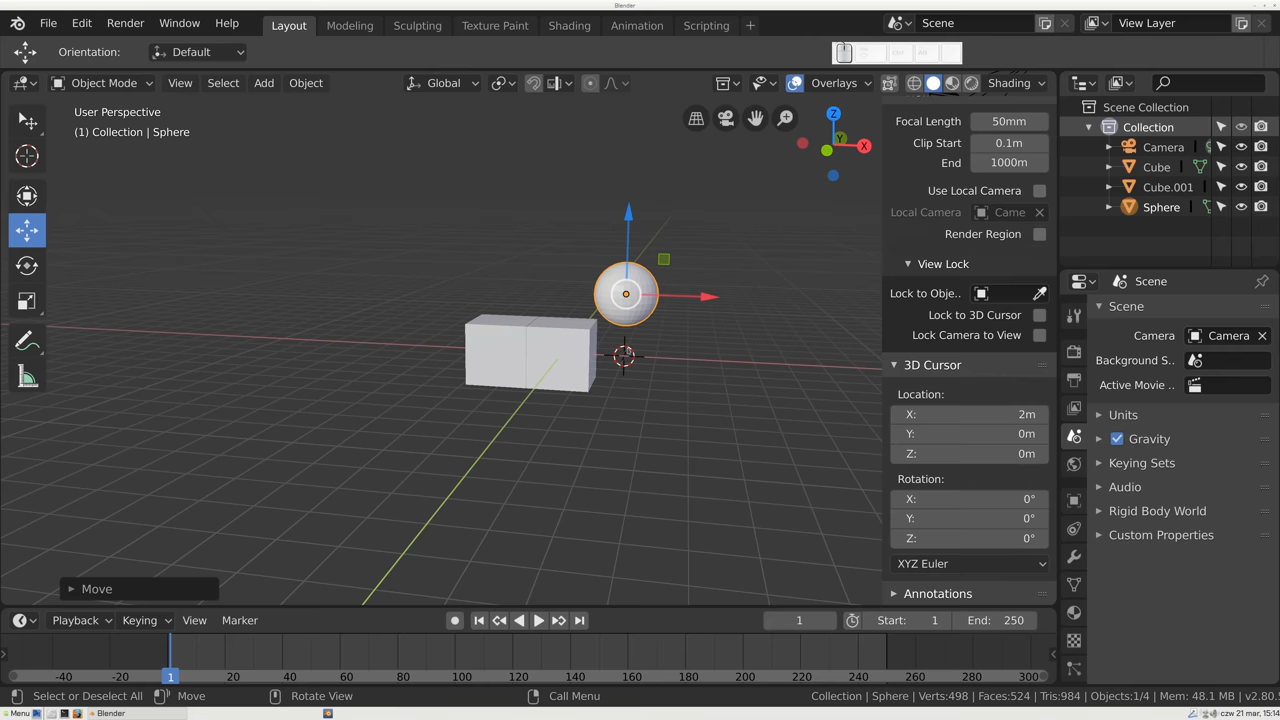 Blender
File Edit Render Window Help
Layout Modeling Sculpting Texture Paint Shading Animation Scripting +
Scene
View Layer
Orientation: Default
Object Mode View Select Add Object
Global
Overlays
Shading
User Perspective
(1) Collection | Sphere
Z
Y
X
Move
Focal Length 50mm
Clip Start 0.1m
End 1000m
Use Local Camera
Local Camera Came
Render Region
View Lock
Lock to Obje..
Lock to 3D Cursor
Lock Camera to View
3D Cursor
Location:
X: 2m
Y: 0m
Z: 0m
Rotation:
X: 0°
Y: 0°
Z: 0°
XYZ Euler
Annotations
Scene Collection
Collection
Camera
Cube
Cube.001
Sphere
Scene
Scene
Camera Camera
Background S..
Active Movie ..
Units
Gravity
Keying Sets
Audio
Rigid Body World
Custom Properties
Playback Keying View Marker
1
Start: 1
End: 250
-40 -20 1 20 40 60 80 100 120 140 160 180 200 220 240 260 280 300
Select or Deselect All Move Rotate View Call Menu
Collection | Sphere | Verts:498 | Faces:524 | Tris:984 | Objects:1/4 | Mem: 48.1 MB | v2.80.
Menu Blender czw 21 mar, 15:14